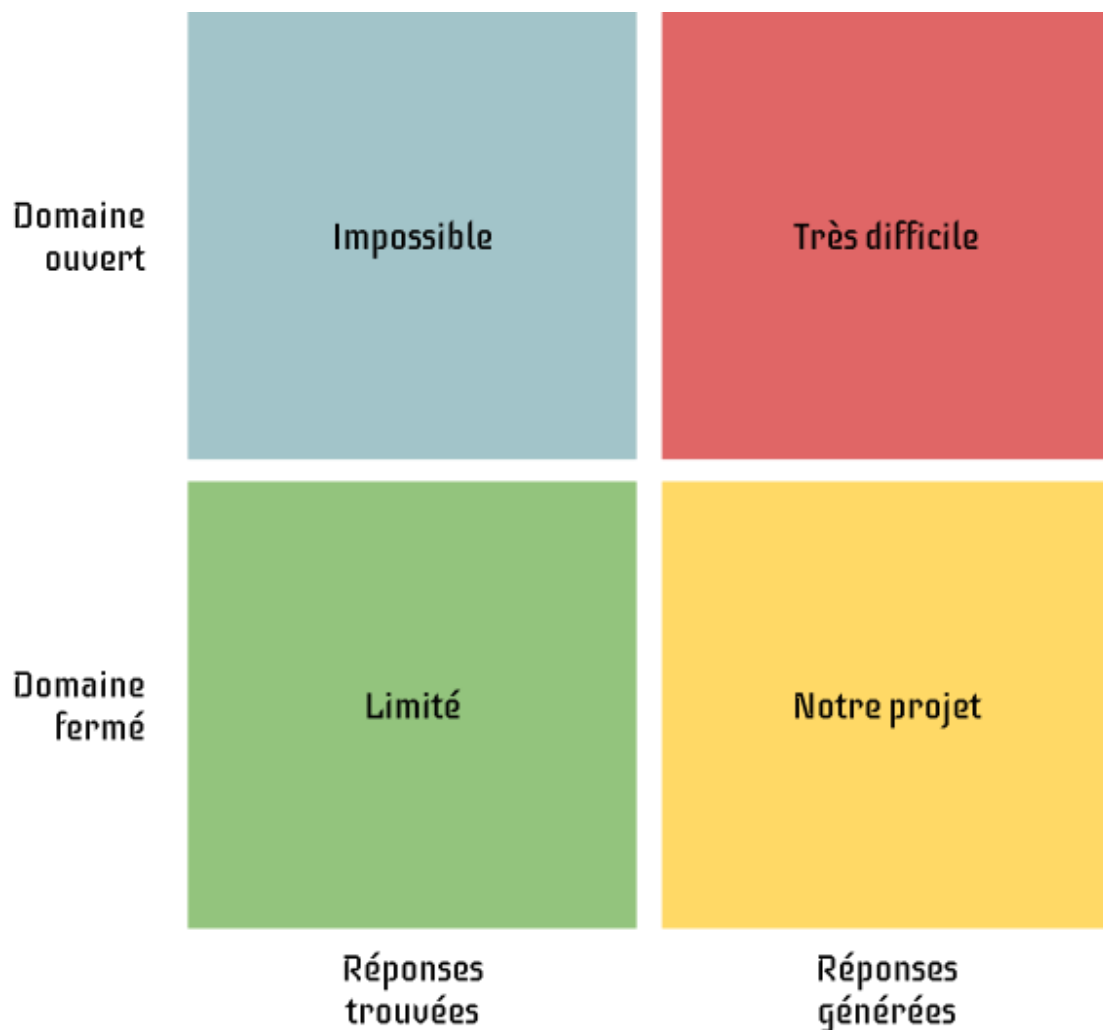 Domaine
ouvert
Impossible
Très difficile
Domaine
fermé
Limité
Notre projet
Réponses
trouvées
Réponses
générées